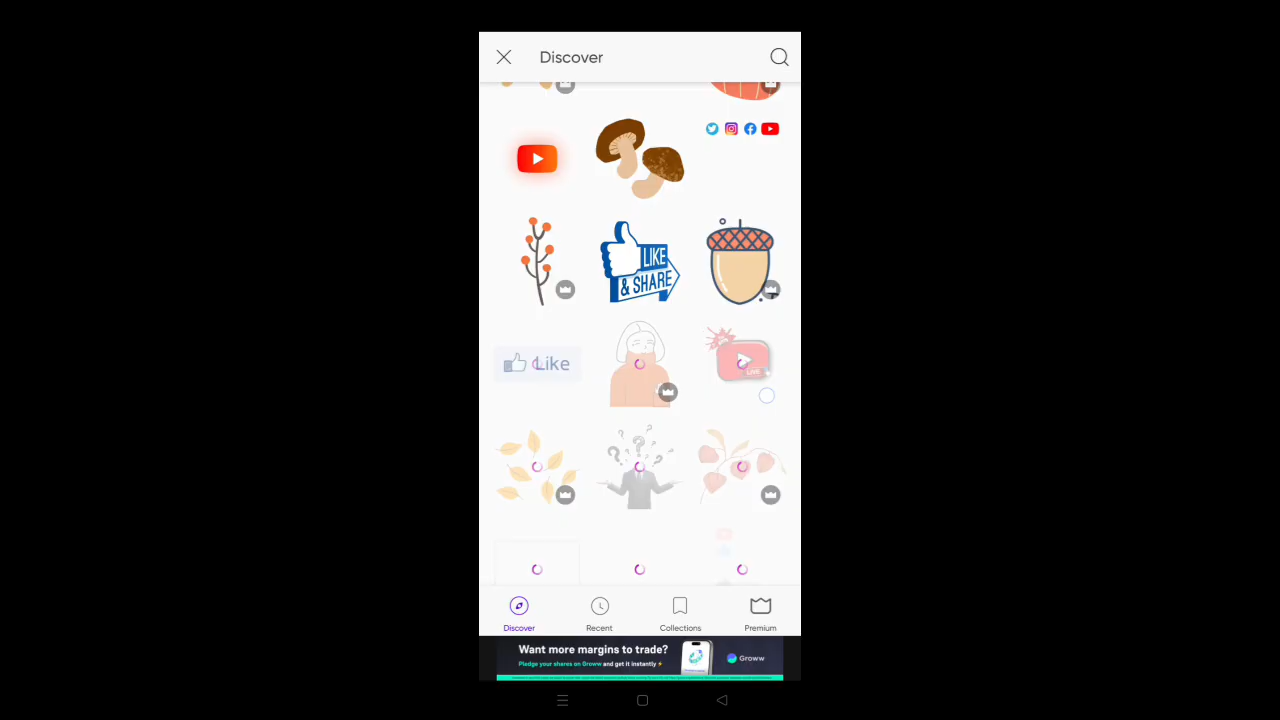 Discover
LIKE
& SHARE
Like
LIVE
Discover
Recent
Collections
Premium
Want more margins to trade?
Pledge your shares on Groww and get it instantly⚡
Groww